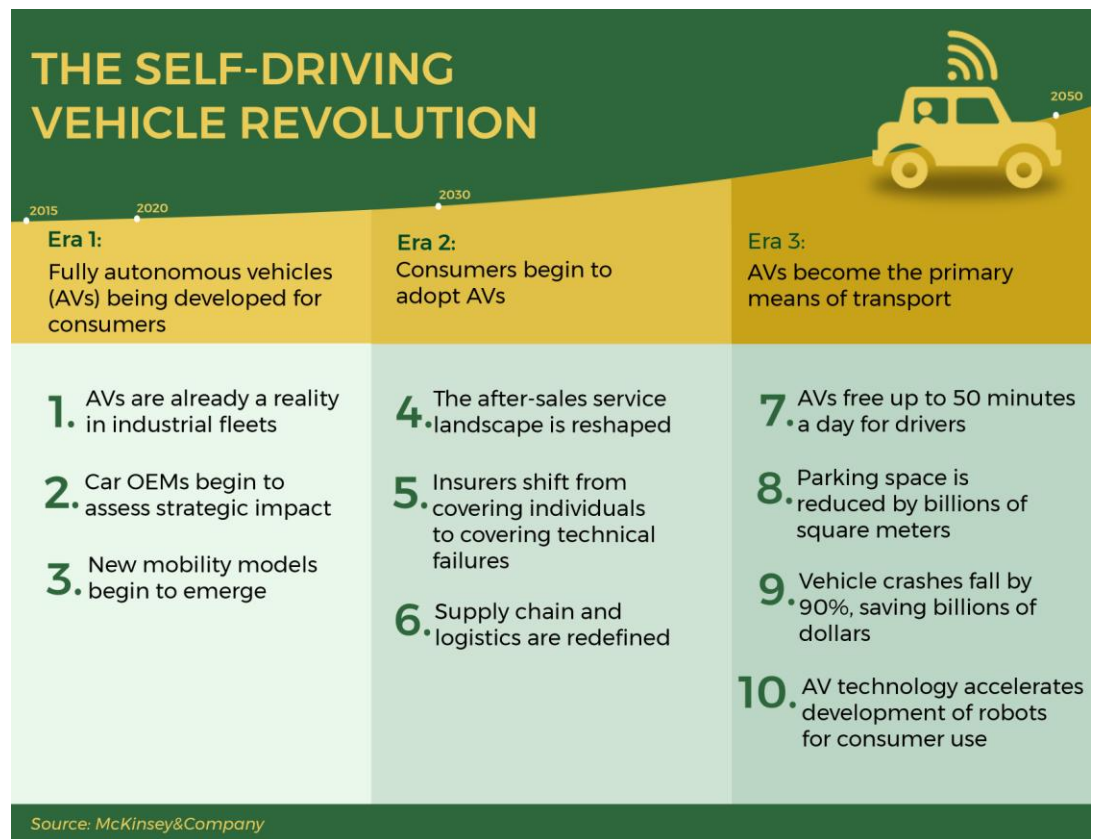 THE SELF-DRIVING
VEHICLE REVOLUTION
2015
2020
2030
2050
Era 1:
Fully autonomous vehicles
(AVs) being developed for
consumers
1. AVs are already a reality
in industrial fleets
2. Car OEMs begin to
assess strategic impact
3. New mobility models
begin to emerge
Era 2:
Consumers begin to
adopt AVs
4. The after-sales service
landscape is reshaped
5. Insurers shift from
covering individuals
to covering technical
failures
6. Supply chain and
logistics are redefined
Era 3:
AVs become the primary
means of transport
7. AVs free up to 50 minutes
a day for drivers
8. Parking space is
reduced by billions of
square meters
9. Vehicle crashes fall by
90%, saving billions of
dollars
10. AV technology accelerates
development of robots
for consumer use
Source: McKinsey&Company